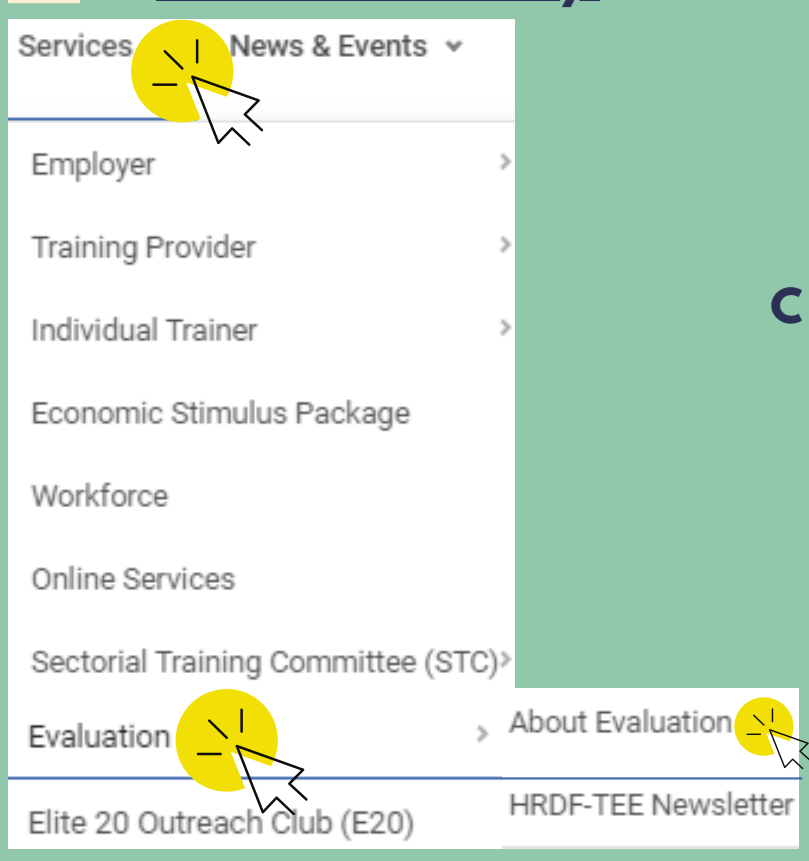 Services News & Events
Employer
Training Provider
Individual Trainer
C
Economic Stimulus Package
Workforce
Online Services
Sectorial Training Committee (STC)
Evaluation
About Evaluation
HRDF-TEE Newsletter
Elite 20 Outreach Club (E20)